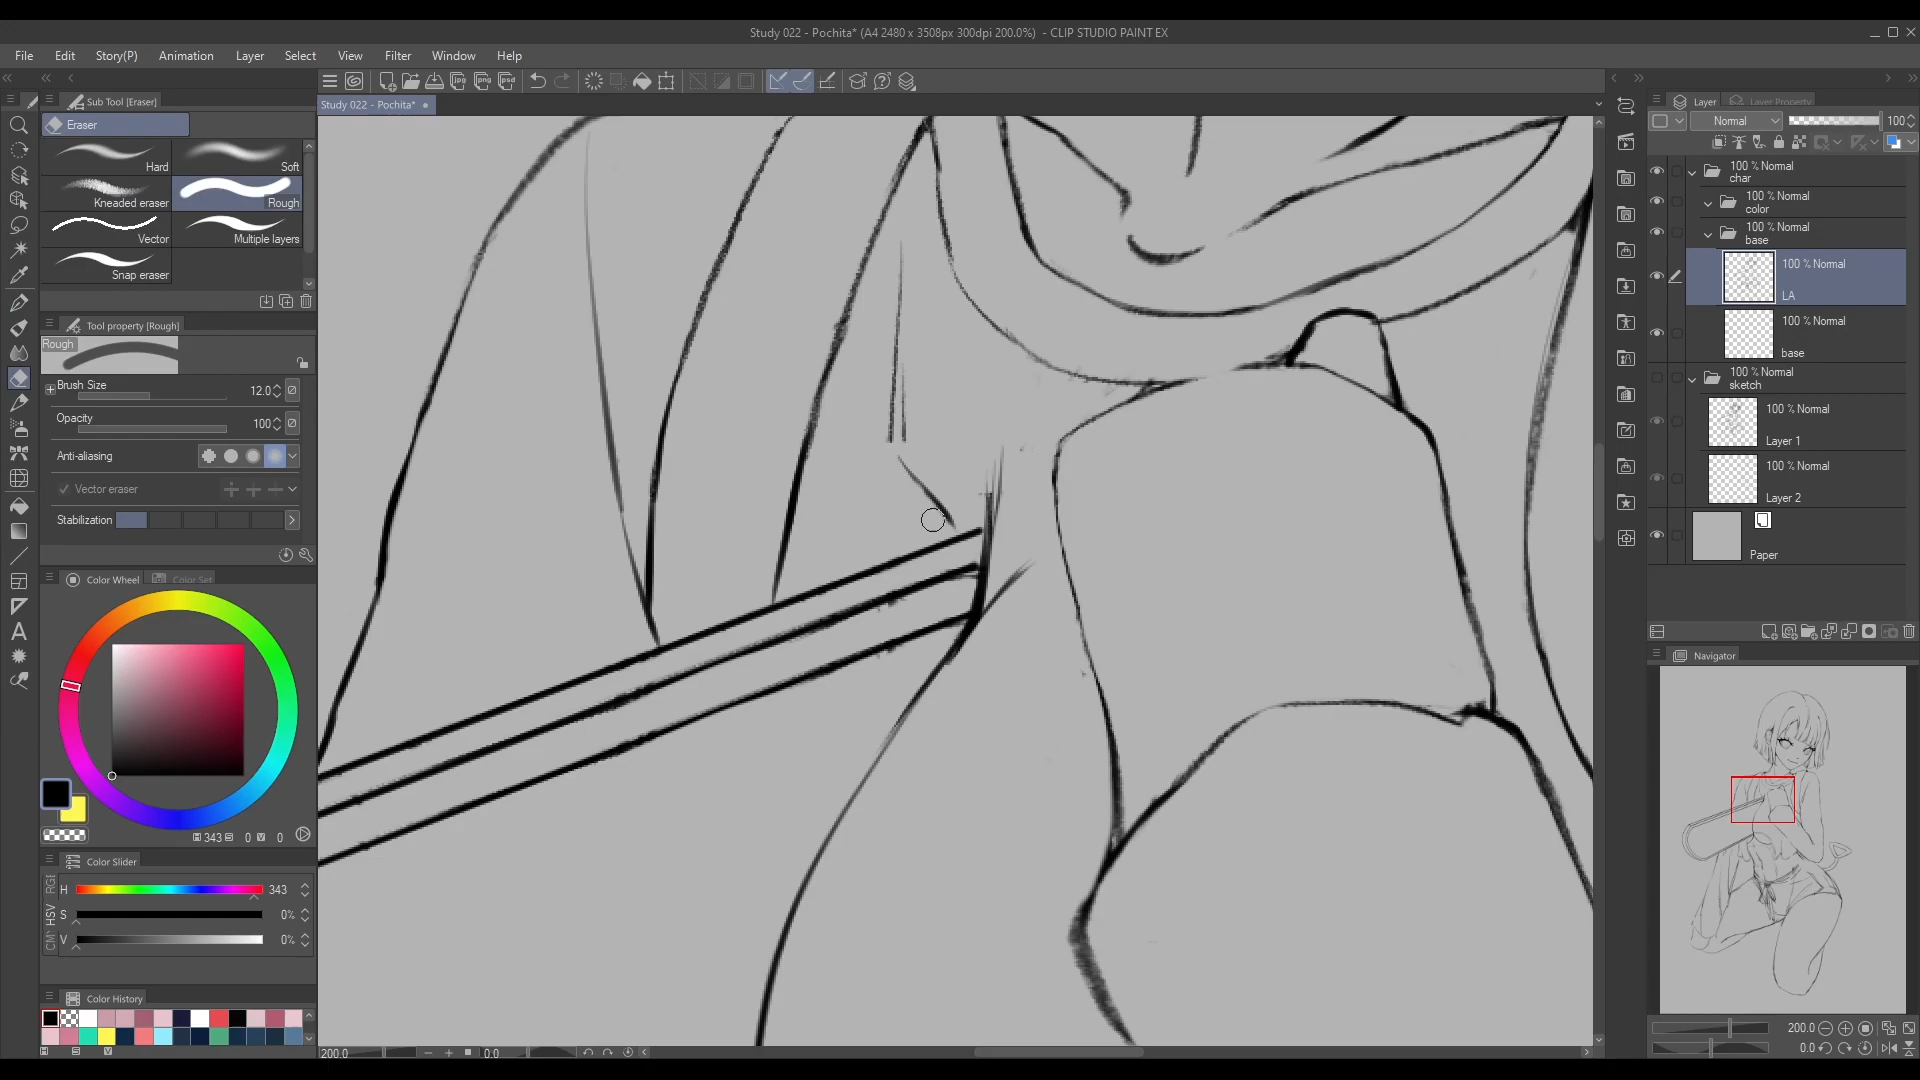 Study 022 - Pochita* (A4 2480 x 3508px 300dpi 200.0%) - CLIP STUDIO PAINT EX
File Edit Story(P) Animation Layer Select View Filter Window Help
Sub Tool [Eraser]
Eraser
Hard Soft
Kneaded eraser Rough
Vector Multiple layers
Snap eraser
Tool property [Rough]
Rough
Brush Size 12.0
Opacity 100
Anti-aliasing
Vector eraser
Stabilization
Color Wheel Color Set
H 343 S 0 V 0
Color Slider
RGB
HSV
H 343
S 0%
V 0%
Color History
Study 022 - Pochita*
200.0 0.0
Layer Layer Property
Normal 100
100 % Normal
char
100 % Normal
color
100 % Normal
base
100 % Normal
LA
100 % Normal
base
100 % Normal
sketch
100 % Normal
Layer 1
100 % Normal
Layer 2
Paper
Navigator
200.0
0.0